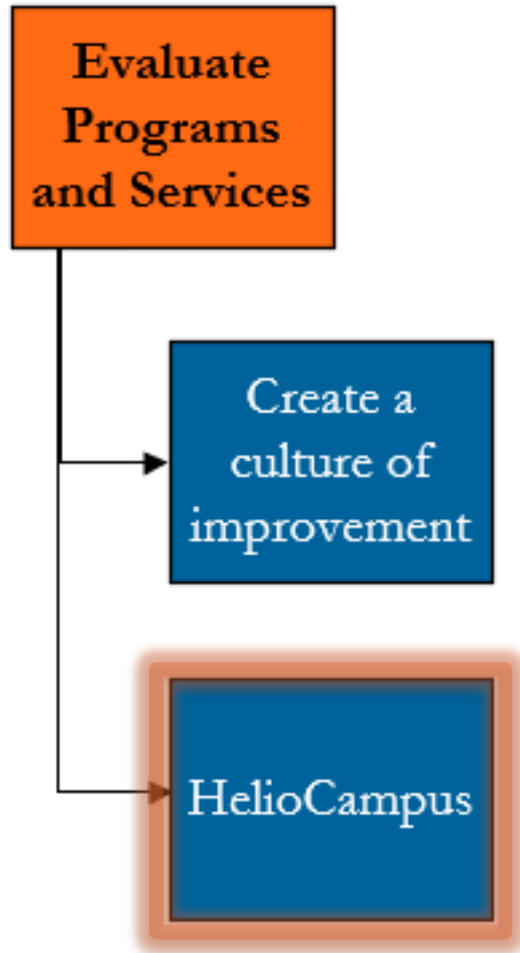 Evaluate
Programs
and Services
Create a
culture of
improvement
HelioCampus